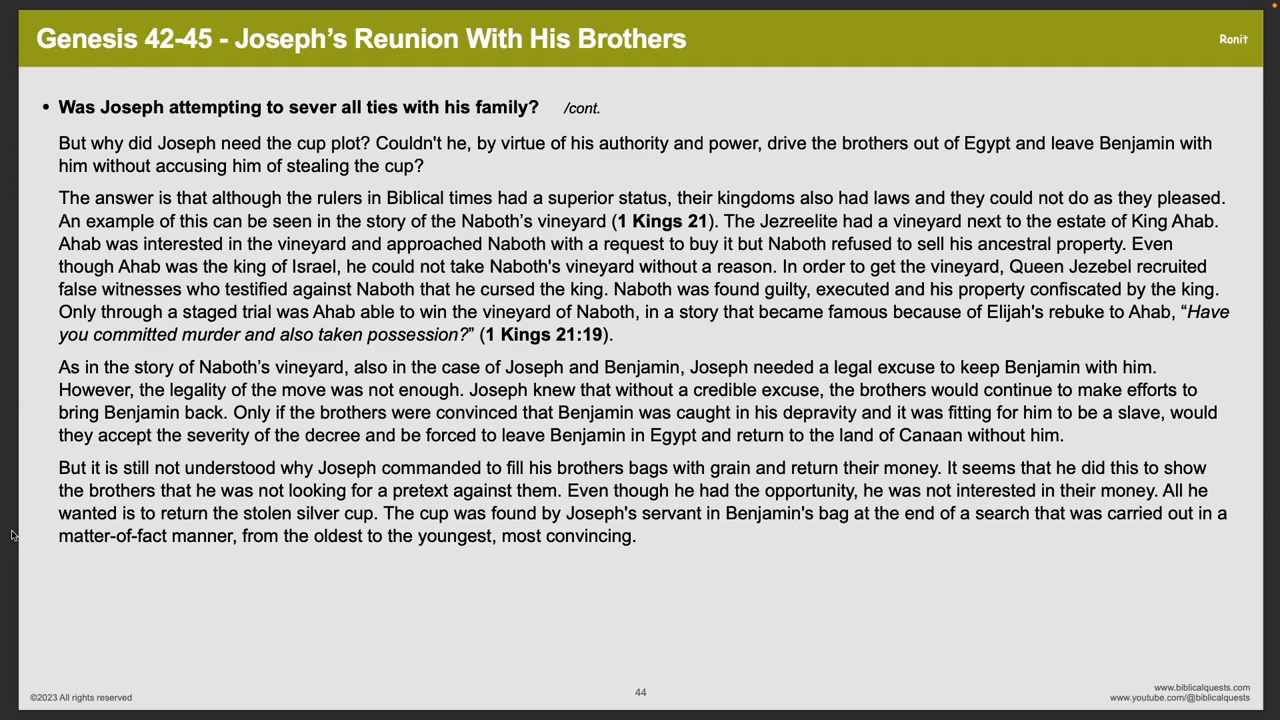 Genesis 42-45 - Joseph's Reunion With His Brothers
Ronit
• Was Joseph attempting to sever all ties with his family? /cont.
But why did Joseph need the cup plot? Couldn't he, by virtue of his authority and power, drive the brothers out of Egypt and leave Benjamin with
him without accusing him of stealing the cup?
The answer is that although the rulers in Biblical times had a superior status, their kingdoms also had laws and they could not do as they pleased.
An example of this can be seen in the story of the Naboth's vineyard (1 Kings 21). The Jezreelite had a vineyard next to the estate of King Ahab.
Ahab was interested in the vineyard and approached Naboth with a request to buy it but Naboth refused to sell his ancestral property. Even
though Ahab was the king of Israel, he could not take Naboth's vineyard without a reason. In order to get the vineyard, Queen Jezebel recruited
false witnesses who testified against Naboth that he cursed the king. Naboth was found guilty, executed and his property confiscated by the king.
Only through a staged trial was Ahab able to win the vineyard of Naboth, in a story that became famous because of Elijah's rebuke to Ahab, “Have
you committed murder and also taken possession?” (1 Kings 21:19).
As in the story of Naboth's vineyard, also in the case of Joseph and Benjamin, Joseph needed a legal excuse to keep Benjamin with him.
However, the legality of the move was not enough. Joseph knew that without a credible excuse, the brothers would continue to make efforts to
bring Benjamin back. Only if the brothers were convinced that Benjamin was caught in his depravity and it was fitting for him to be a slave, would
they accept the severity of the decree and be forced to leave Benjamin in Egypt and return to the land of Canaan without him.
But it is still not understood why Joseph commanded to fill his brothers bags with grain and return their money. It seems that he did this to show
the brothers that he was not looking for a pretext against them. Even though he had the opportunity, he was not interested in their money. All he
wanted is to return the stolen silver cup. The cup was found by Joseph's servant in Benjamin's bag at the end of a search that was carried out in a
matter-of-fact manner, from the oldest to the youngest, most convincing.
©2023 All rights reserved
44
www.biblicalquests.com
www.youtube.com/@biblicalquests